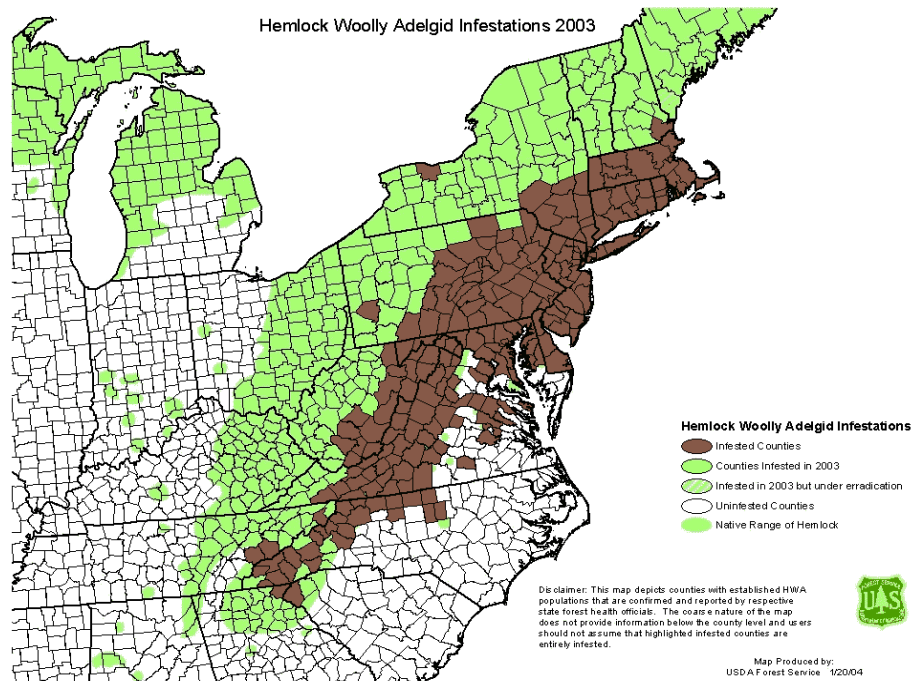 Hemlock Woolly Adelgid Infestations 2003
Hemlock Woolly Adelgid Infestations
Infested Counties
Counties Infested in 2003
Infested in 2003 but under erradication
Uninfested Counties
Native Range of Hemlock
Disclaimer: This map depicts counties with established HWA
populations that are confirmed and reported by respective
state forest health officials. The coarse nature of the map
does not provide information below the county level and users
should not assume that highlighted infested counties are
entirely infested.
FOREST SERVICE
U S
Map Produced by:
USDA Forest Service 1/20/04